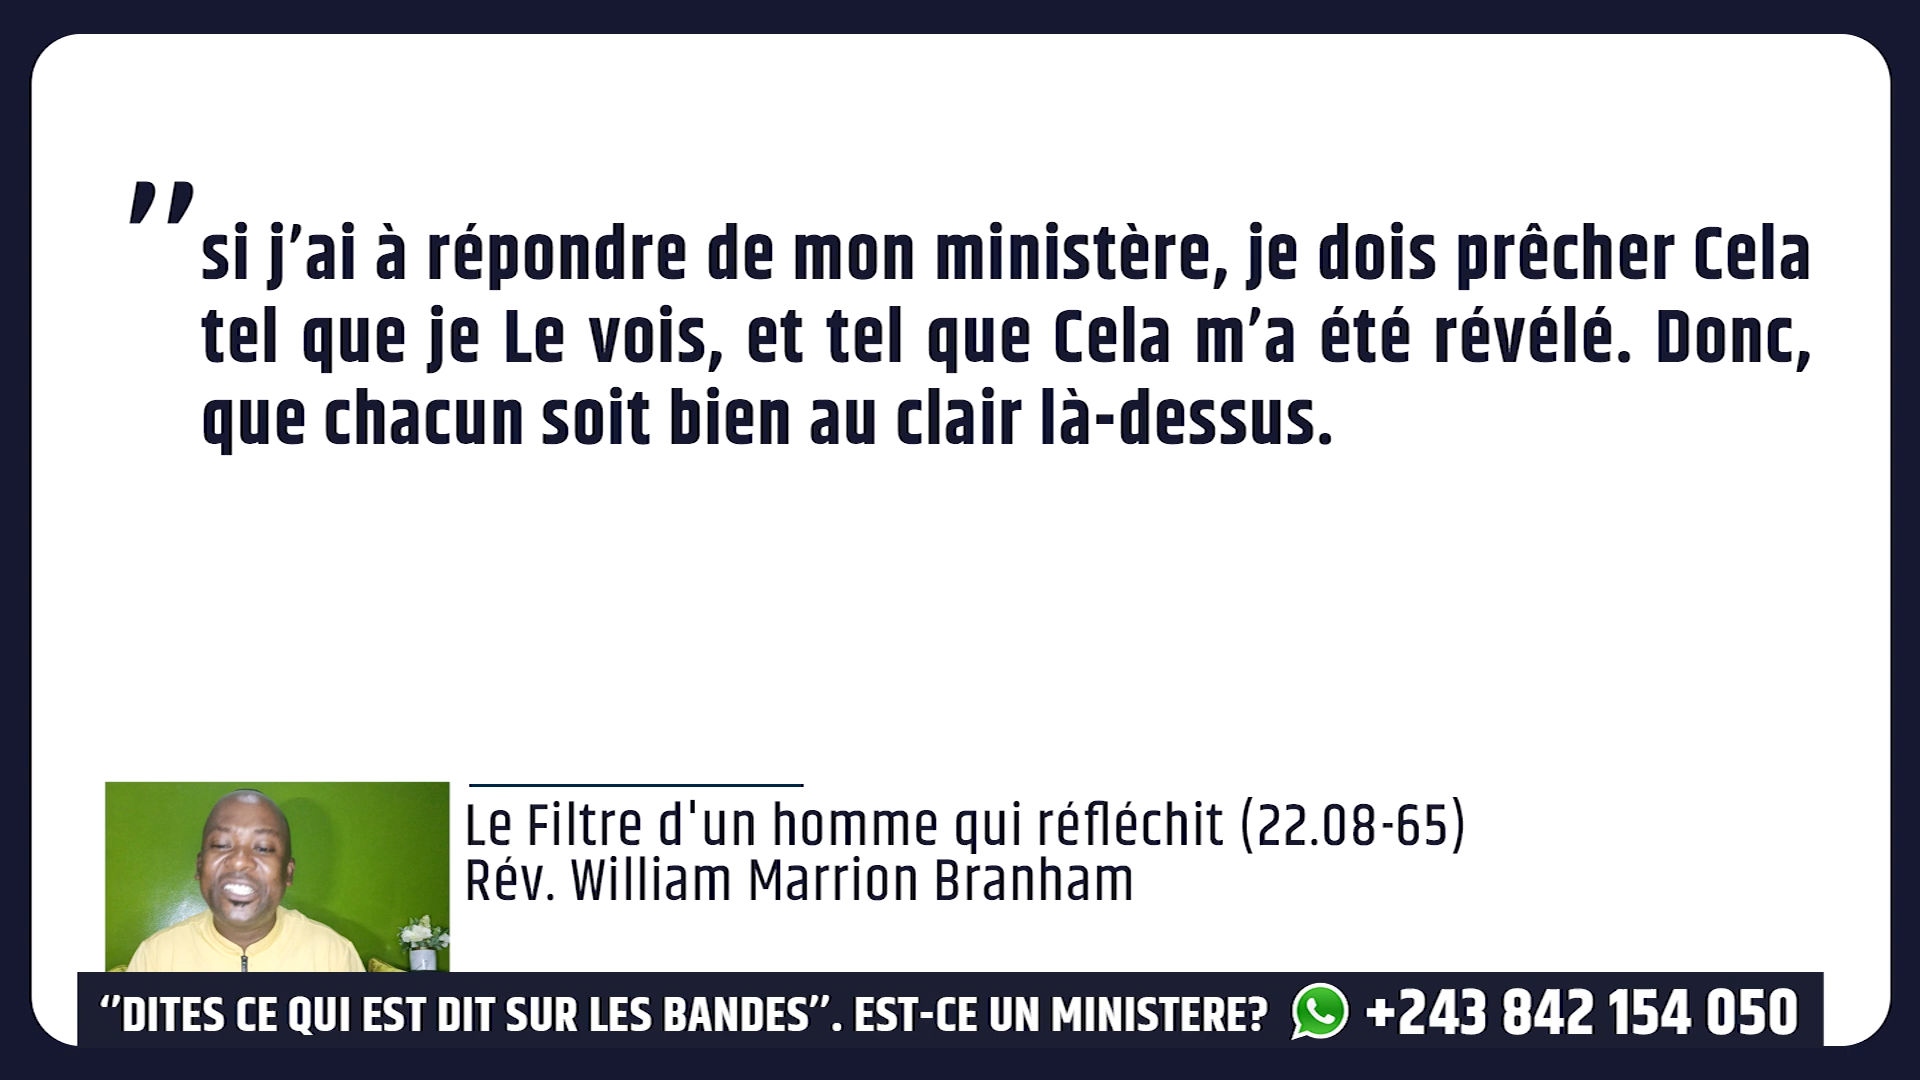 ’’ si j’ai à répondre de mon ministère, je dois prêcher Cela
tel que je Le vois, et tel que Cela m’a été révélé. Donc,
que chacun soit bien au clair là-dessus.
Le Filtre d'un homme qui réfléchit (22.08-65)
Rév. William Marrion Branham
‘’DITES CE QUI EST DIT SUR LES BANDES’’. EST-CE UN MINISTERE? +243 842 154 050